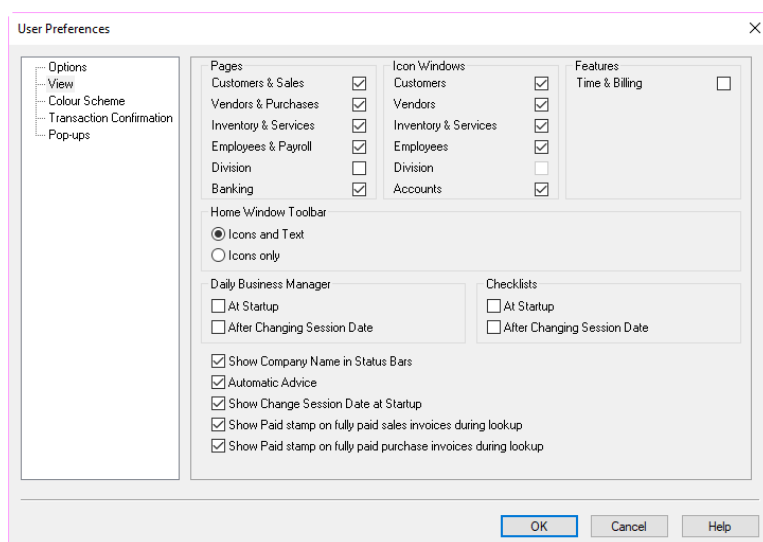 User Preferences
Options
View
Colour Scheme
Transaction Confirmation
Pop-ups
Pages
Customers & Sales
Vendors & Purchases
Inventory & Services
Employees & Payroll
Division
Banking
Icon Windows
Customers
Vendors
Inventory & Services
Employees
Division
Accounts
Features
Time & Billing
Home Window Toolbar
Icons and Text
Icons only
Daily Business Manager
At Startup
After Changing Session Date
Checklists
At Startup
After Changing Session Date
Show Company Name in Status Bars
Automatic Advice
Show Change Session Date at Startup
Show Paid stamp on fully paid sales invoices during lookup
Show Paid stamp on fully paid purchase invoices during lookup
OK
Cancel
Help